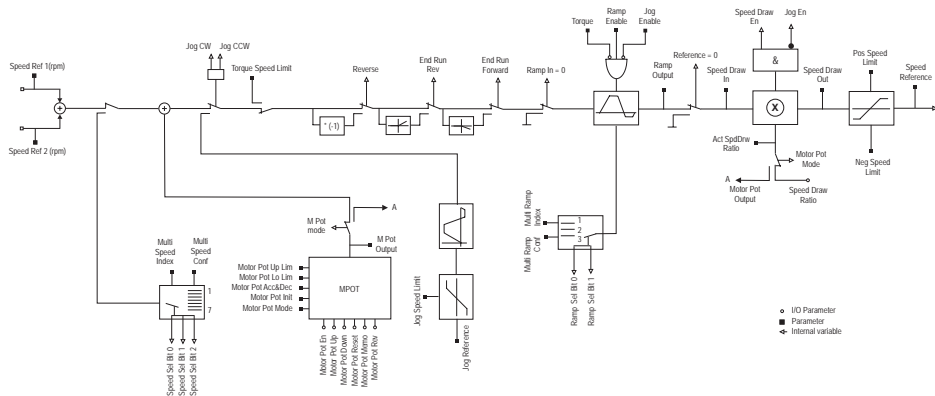 Torque
Ramp
Enable
Jog
Enable
Speed Draw
En
Jog En
Jog CW
Jog CCW
Speed Ref 1(rpm)
Torque Speed Limit
Reverse
End Run
Rev
End Run
Forward
Ramp In = 0
Ramp
Output
Reference = 0
Speed Draw
In
&
Speed Draw
Out
Pos Speed
Limit
Speed
Reference
* (-1)
X
Speed Ref 2 (rpm)
Act SpdDrw
Ratio
Motor Pot
Mode
Neg Speed
Limit
A
Motor Pot
Output
Speed Draw
Ratio
A
M Pot
mode
M Pot
Output
Multi Ramp
Index
Multi Ramp
Conf
1
2
3
Multi
Speed
Index
Multi
Speed
Conf
1
7
Motor Pot Up Lim
Motor Pot Lo Lim
Motor Pot Acc&Dec
Motor Pot Init
Motor Pot Mode
MPOT
Jog Speed Limit
Jog Reference
Ramp Sel Bit 0
Ramp Sel Bit 1
Speed Sel Bit 0
Speed Sel Bit 1
Speed Sel Bit 2
Motor Pot En
Motor Pot Up
Motor Pot Down
Motor Pot Reset
Motor Pot Memo
Motor Pot Rev
I/O Parameter
Parameter
Internal variable